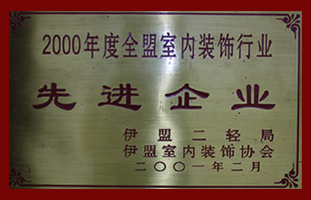 2000年度全盟室内装饰行业
先进企业
伊盟二轻局
伊盟室内装饰协会
二〇〇一年二月